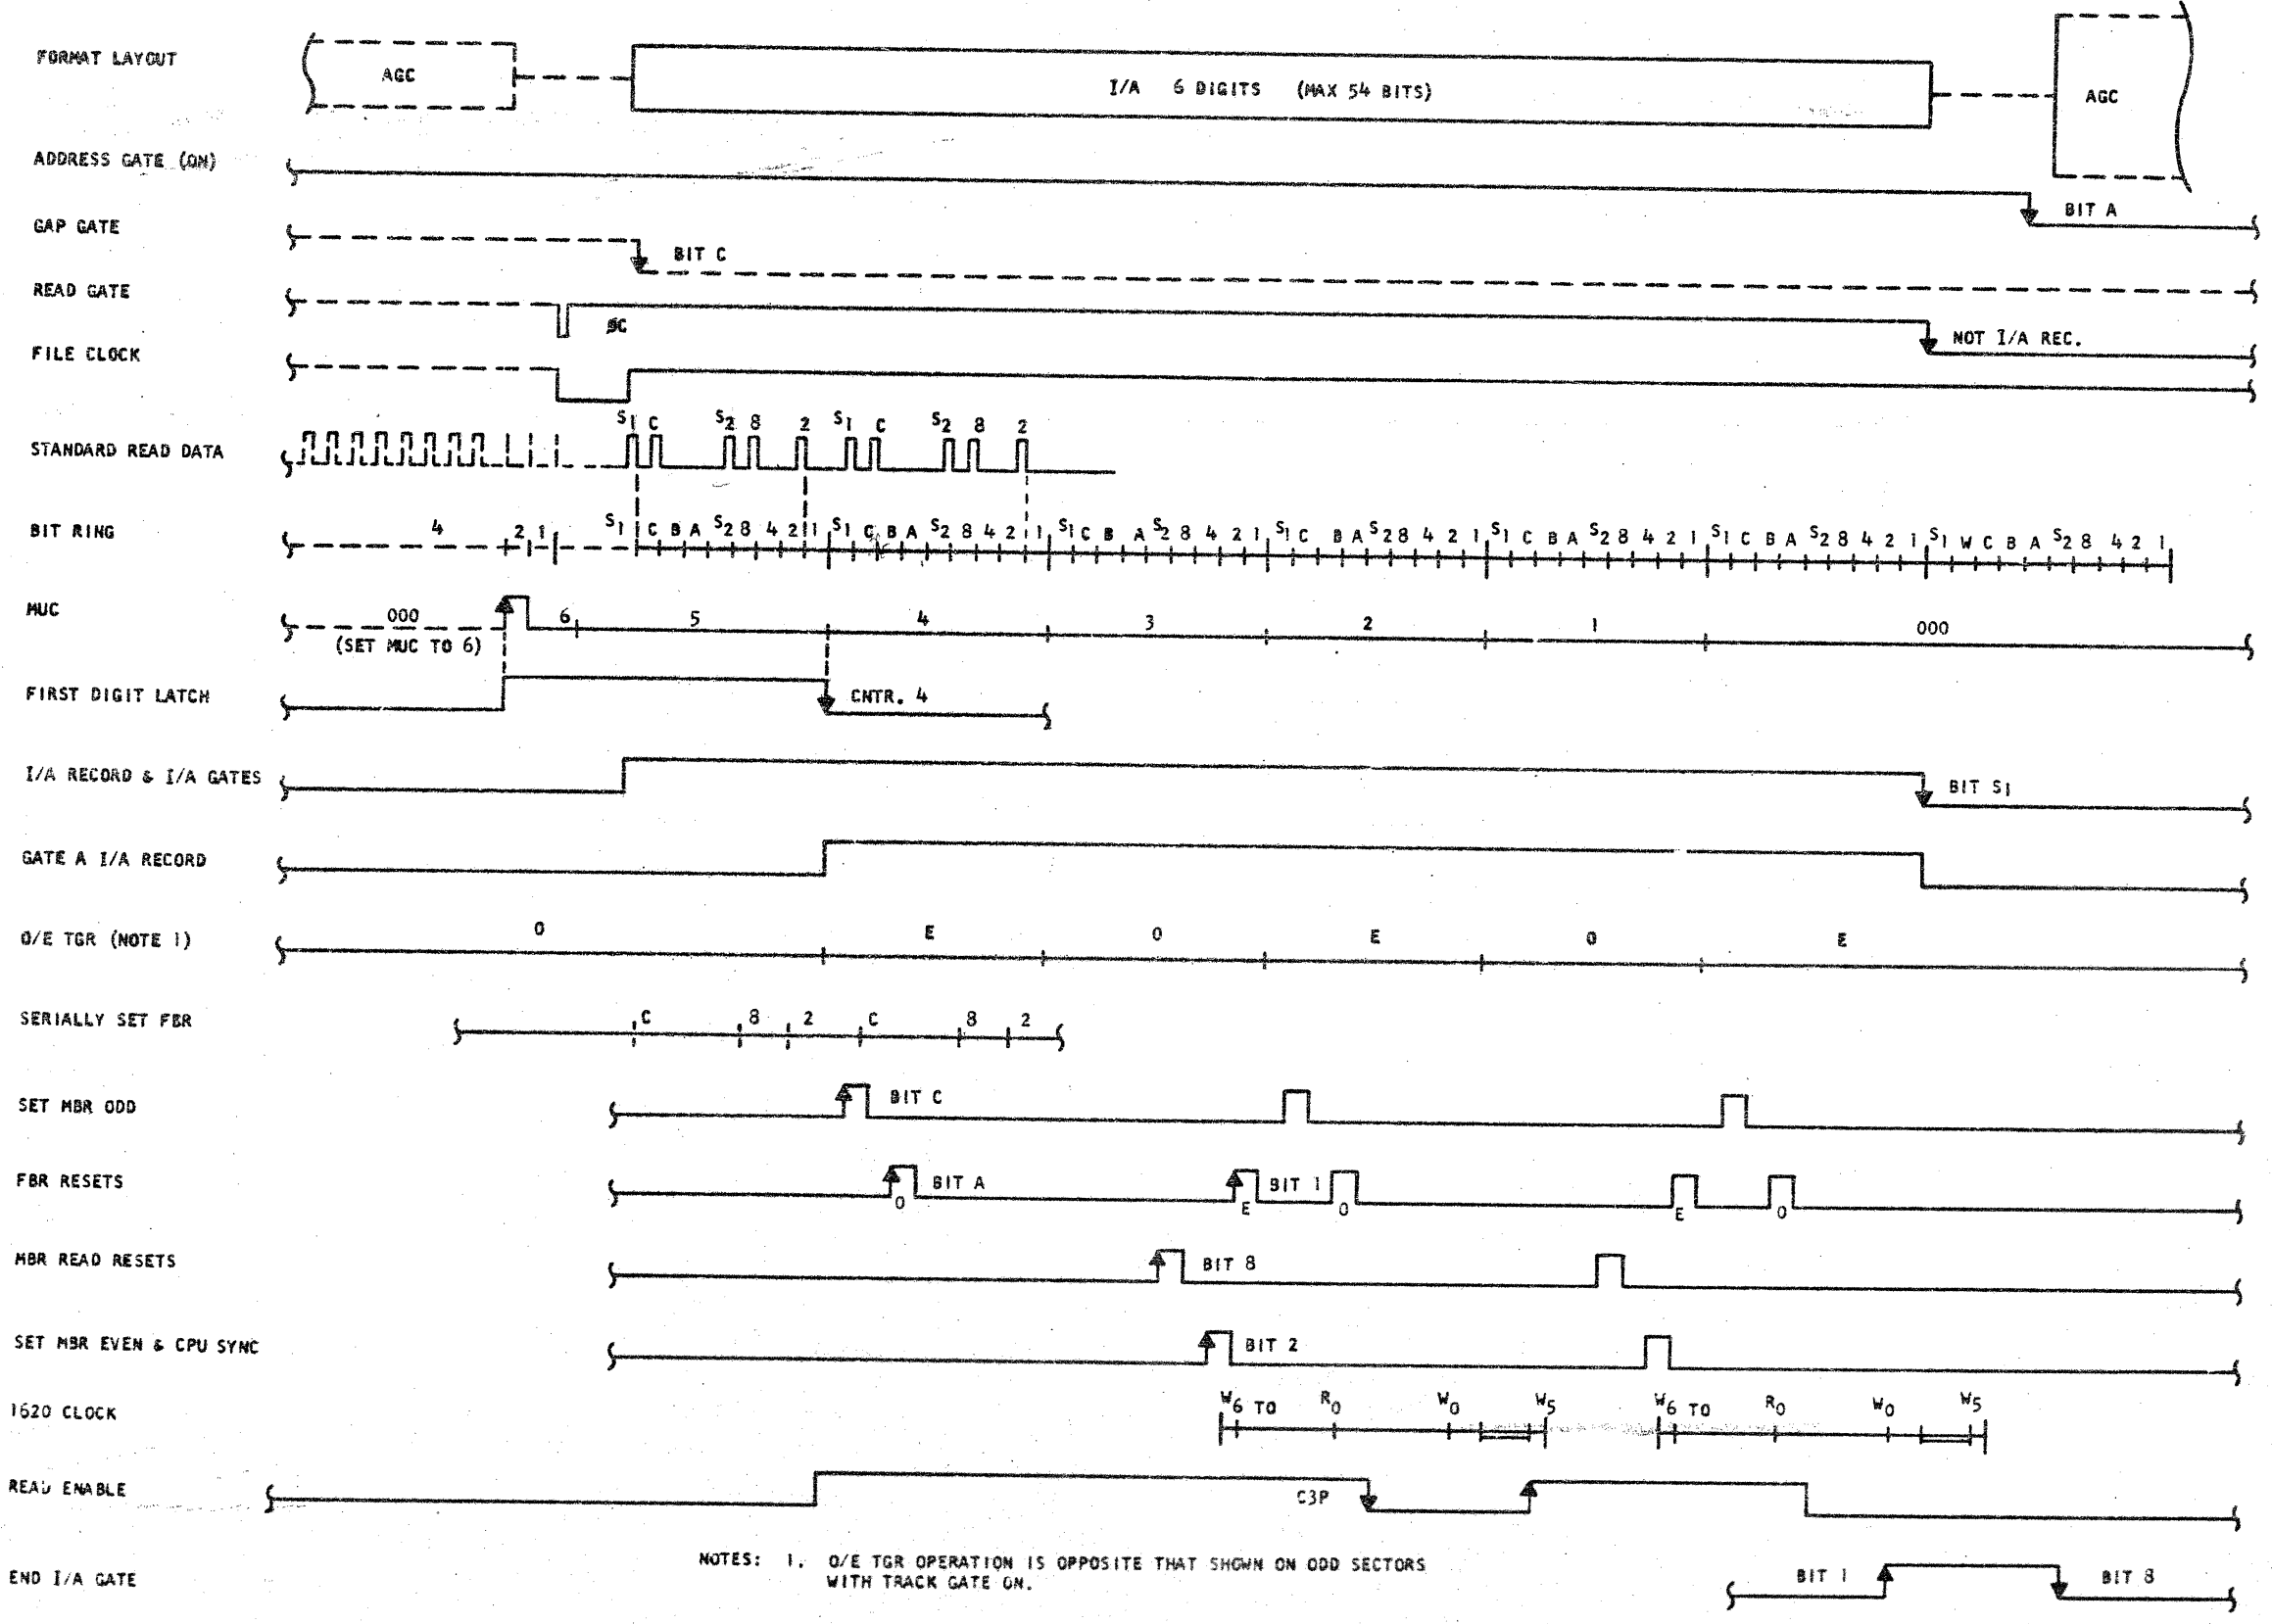 FORMAT LAYOUT
AGC
I/A 6 DIGITS (MAX 54 BITS)
AGC
ADDRESS GATE (ON)
BIT A
GAP GATE
BIT C
READ GATE
NOT I/A REC.
FILE CLOCK
S1 C S2 8 2 S1 C S2 8 2
STANDARD READ DATA
BIT RING
4 2 1 S1 C B A S2 8 4 2 1 S1 C B A S2 8 4 2 1 S1 C B A S2 8 4 2 1 S1 C B A S2 8 4 2 1 S1 C B A S2 8 4 2 1 S1 C B A S2 8 4 2 1 S1 W C B A S2 8 4 2 1
MUC
000 6 5 4 3 2 1 000
(SET MUC TO 6)
FIRST DIGIT LATCH
CNTR. 4
I/A RECORD & I/A GATES
BIT S1
GATE A I/A RECORD
O/E TGR (NOTE 1)
O E O E O E
SERIALLY SET FBR
C 8 2 C 8 2
SET MBR ODD
BIT C
FBR RESETS
O BIT A E BIT 1 O E O
MBR READ RESETS
BIT 8
SET MBR EVEN & CPU SYNC
BIT 2
1620 CLOCK
W6 TO R0 W0 W5 W6 TO R0 W0 W5
READ ENABLE
C3P
END I/A GATE
BIT 1 BIT 8
NOTES: 1. O/E TGR OPERATION IS OPPOSITE THAT SHOWN ON ODD SECTORS
WITH TRACK GATE ON.